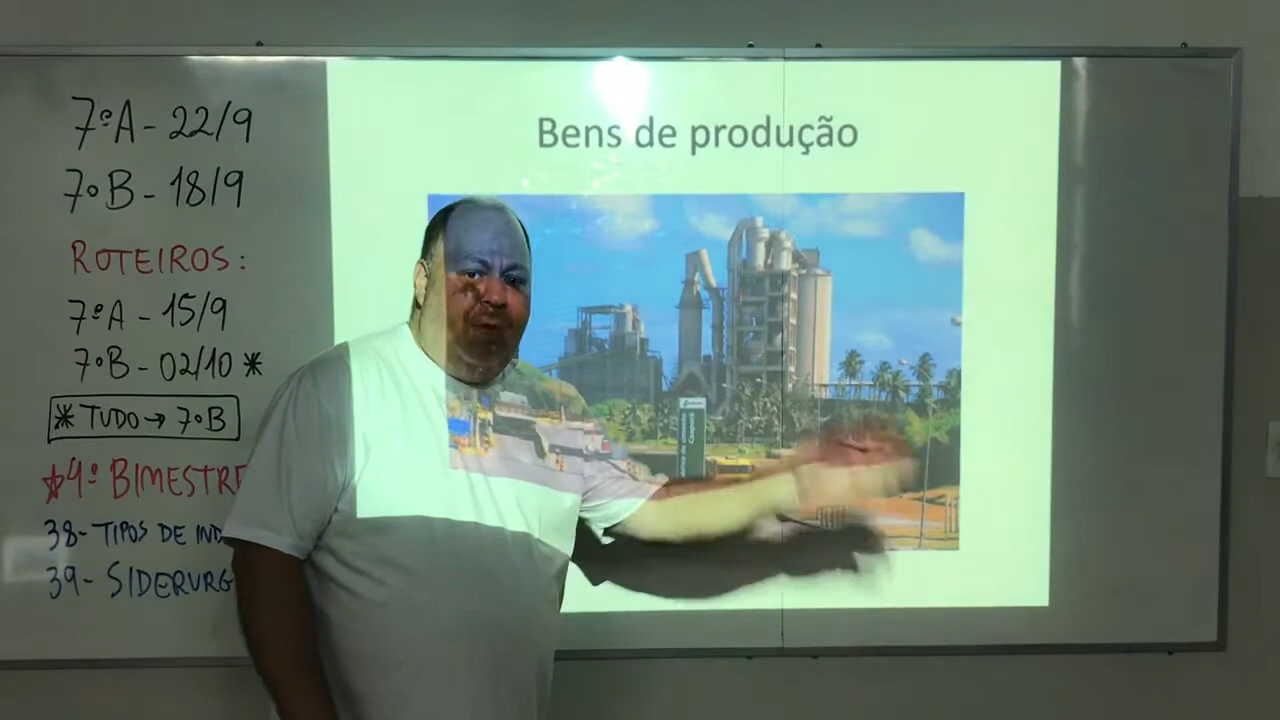 7ºA - 22/9
7ºB - 18/9
ROTEIROS:
7ºA - 15/9
7ºB - 02/10 *
* TUDO → 7ºB
4º BIMESTRE
38- TIPOS DE IND
39- SIDERURG
Bens de produção
Caaporã